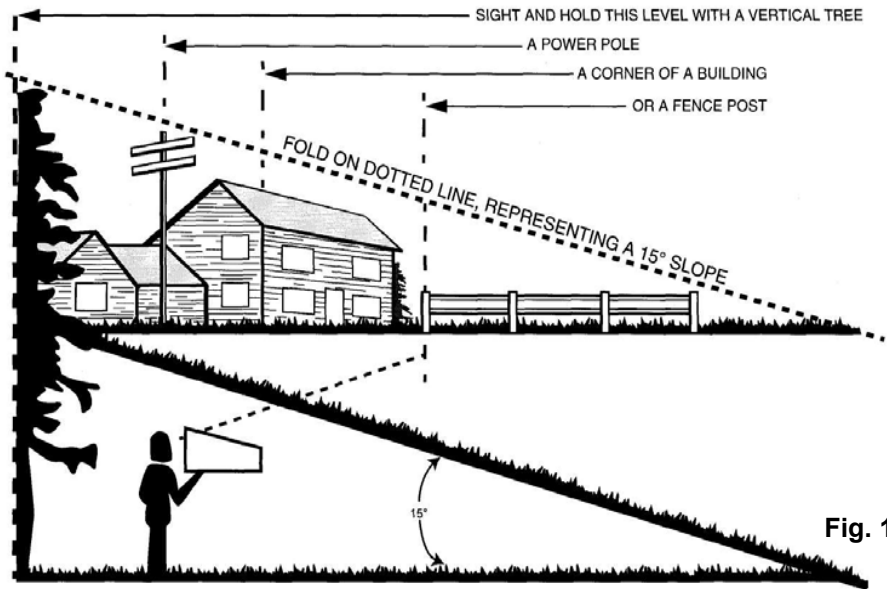 SIGHT AND HOLD THIS LEVEL WITH A VERTICAL TREE
A POWER POLE
A CORNER OF A BUILDING
OR A FENCE POST
FOLD ON DOTTED LINE, REPRESENTING A 15° SLOPE
15°
Fig. 1